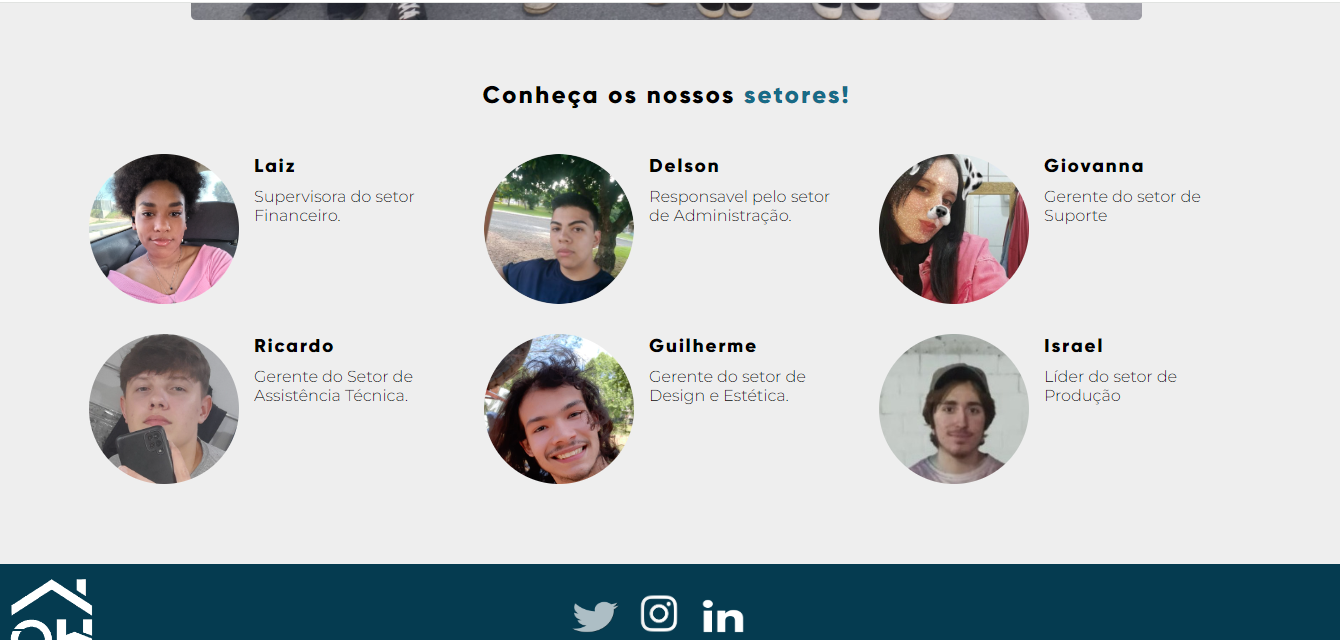 Conheça os nossos setores!
Laiz
Supervisora do setor
Financeiro.
Delson
Responsavel pelo setor
de Administração.
Giovanna
Gerente do setor de
Suporte
Ricardo
Gerente do Setor de
Assistência Técnica.
Guilherme
Gerente do setor de
Design e Estética.
Israel
Líder do setor de
Produção
in